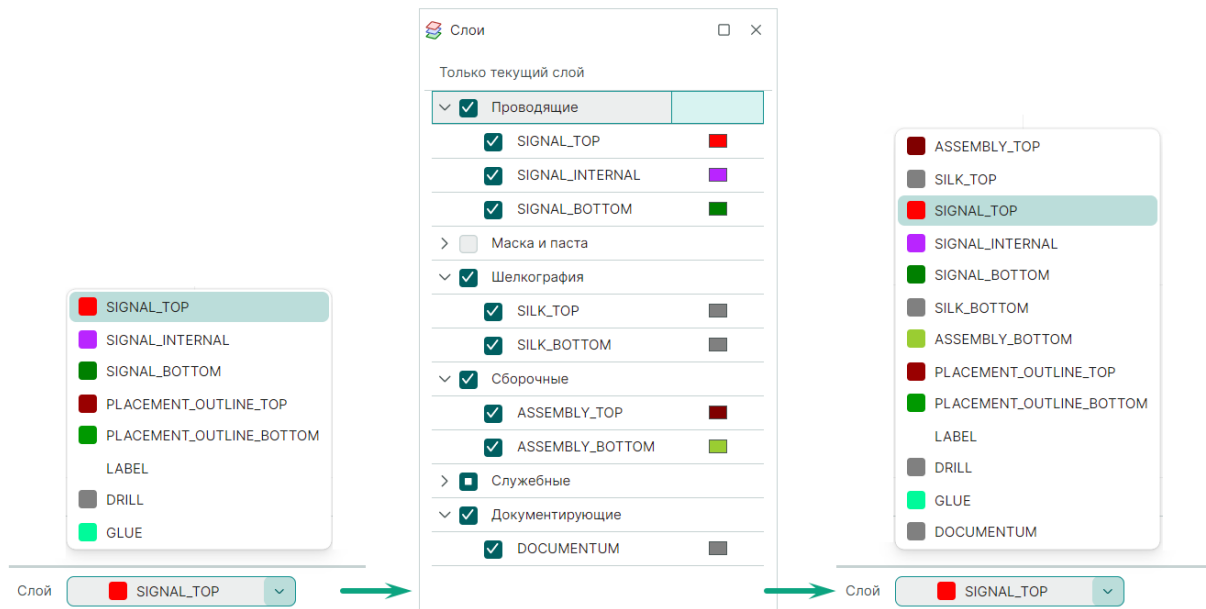 SIGNAL_TOP
SIGNAL_INTERNAL
SIGNAL_BOTTOM
PLACEMENT_OUTLINE_TOP
PLACEMENT_OUTLINE_BOTTOM
LABEL
DRILL
GLUE
Слой SIGNAL_TOP
Слои
Только текущий слой
Проводящие
SIGNAL_TOP
SIGNAL_INTERNAL
SIGNAL_BOTTOM
Маска и паста
Шелкография
SILK_TOP
SILK_BOTTOM
Сборочные
ASSEMBLY_TOP
ASSEMBLY_BOTTOM
Служебные
Документирующие
DOCUMENTUM
ASSEMBLY_TOP
SILK_TOP
SIGNAL_TOP
SIGNAL_INTERNAL
SIGNAL_BOTTOM
SILK_BOTTOM
ASSEMBLY_BOTTOM
PLACEMENT_OUTLINE_TOP
PLACEMENT_OUTLINE_BOTTOM
LABEL
DRILL
GLUE
DOCUMENTUM
Слой SIGNAL_TOP